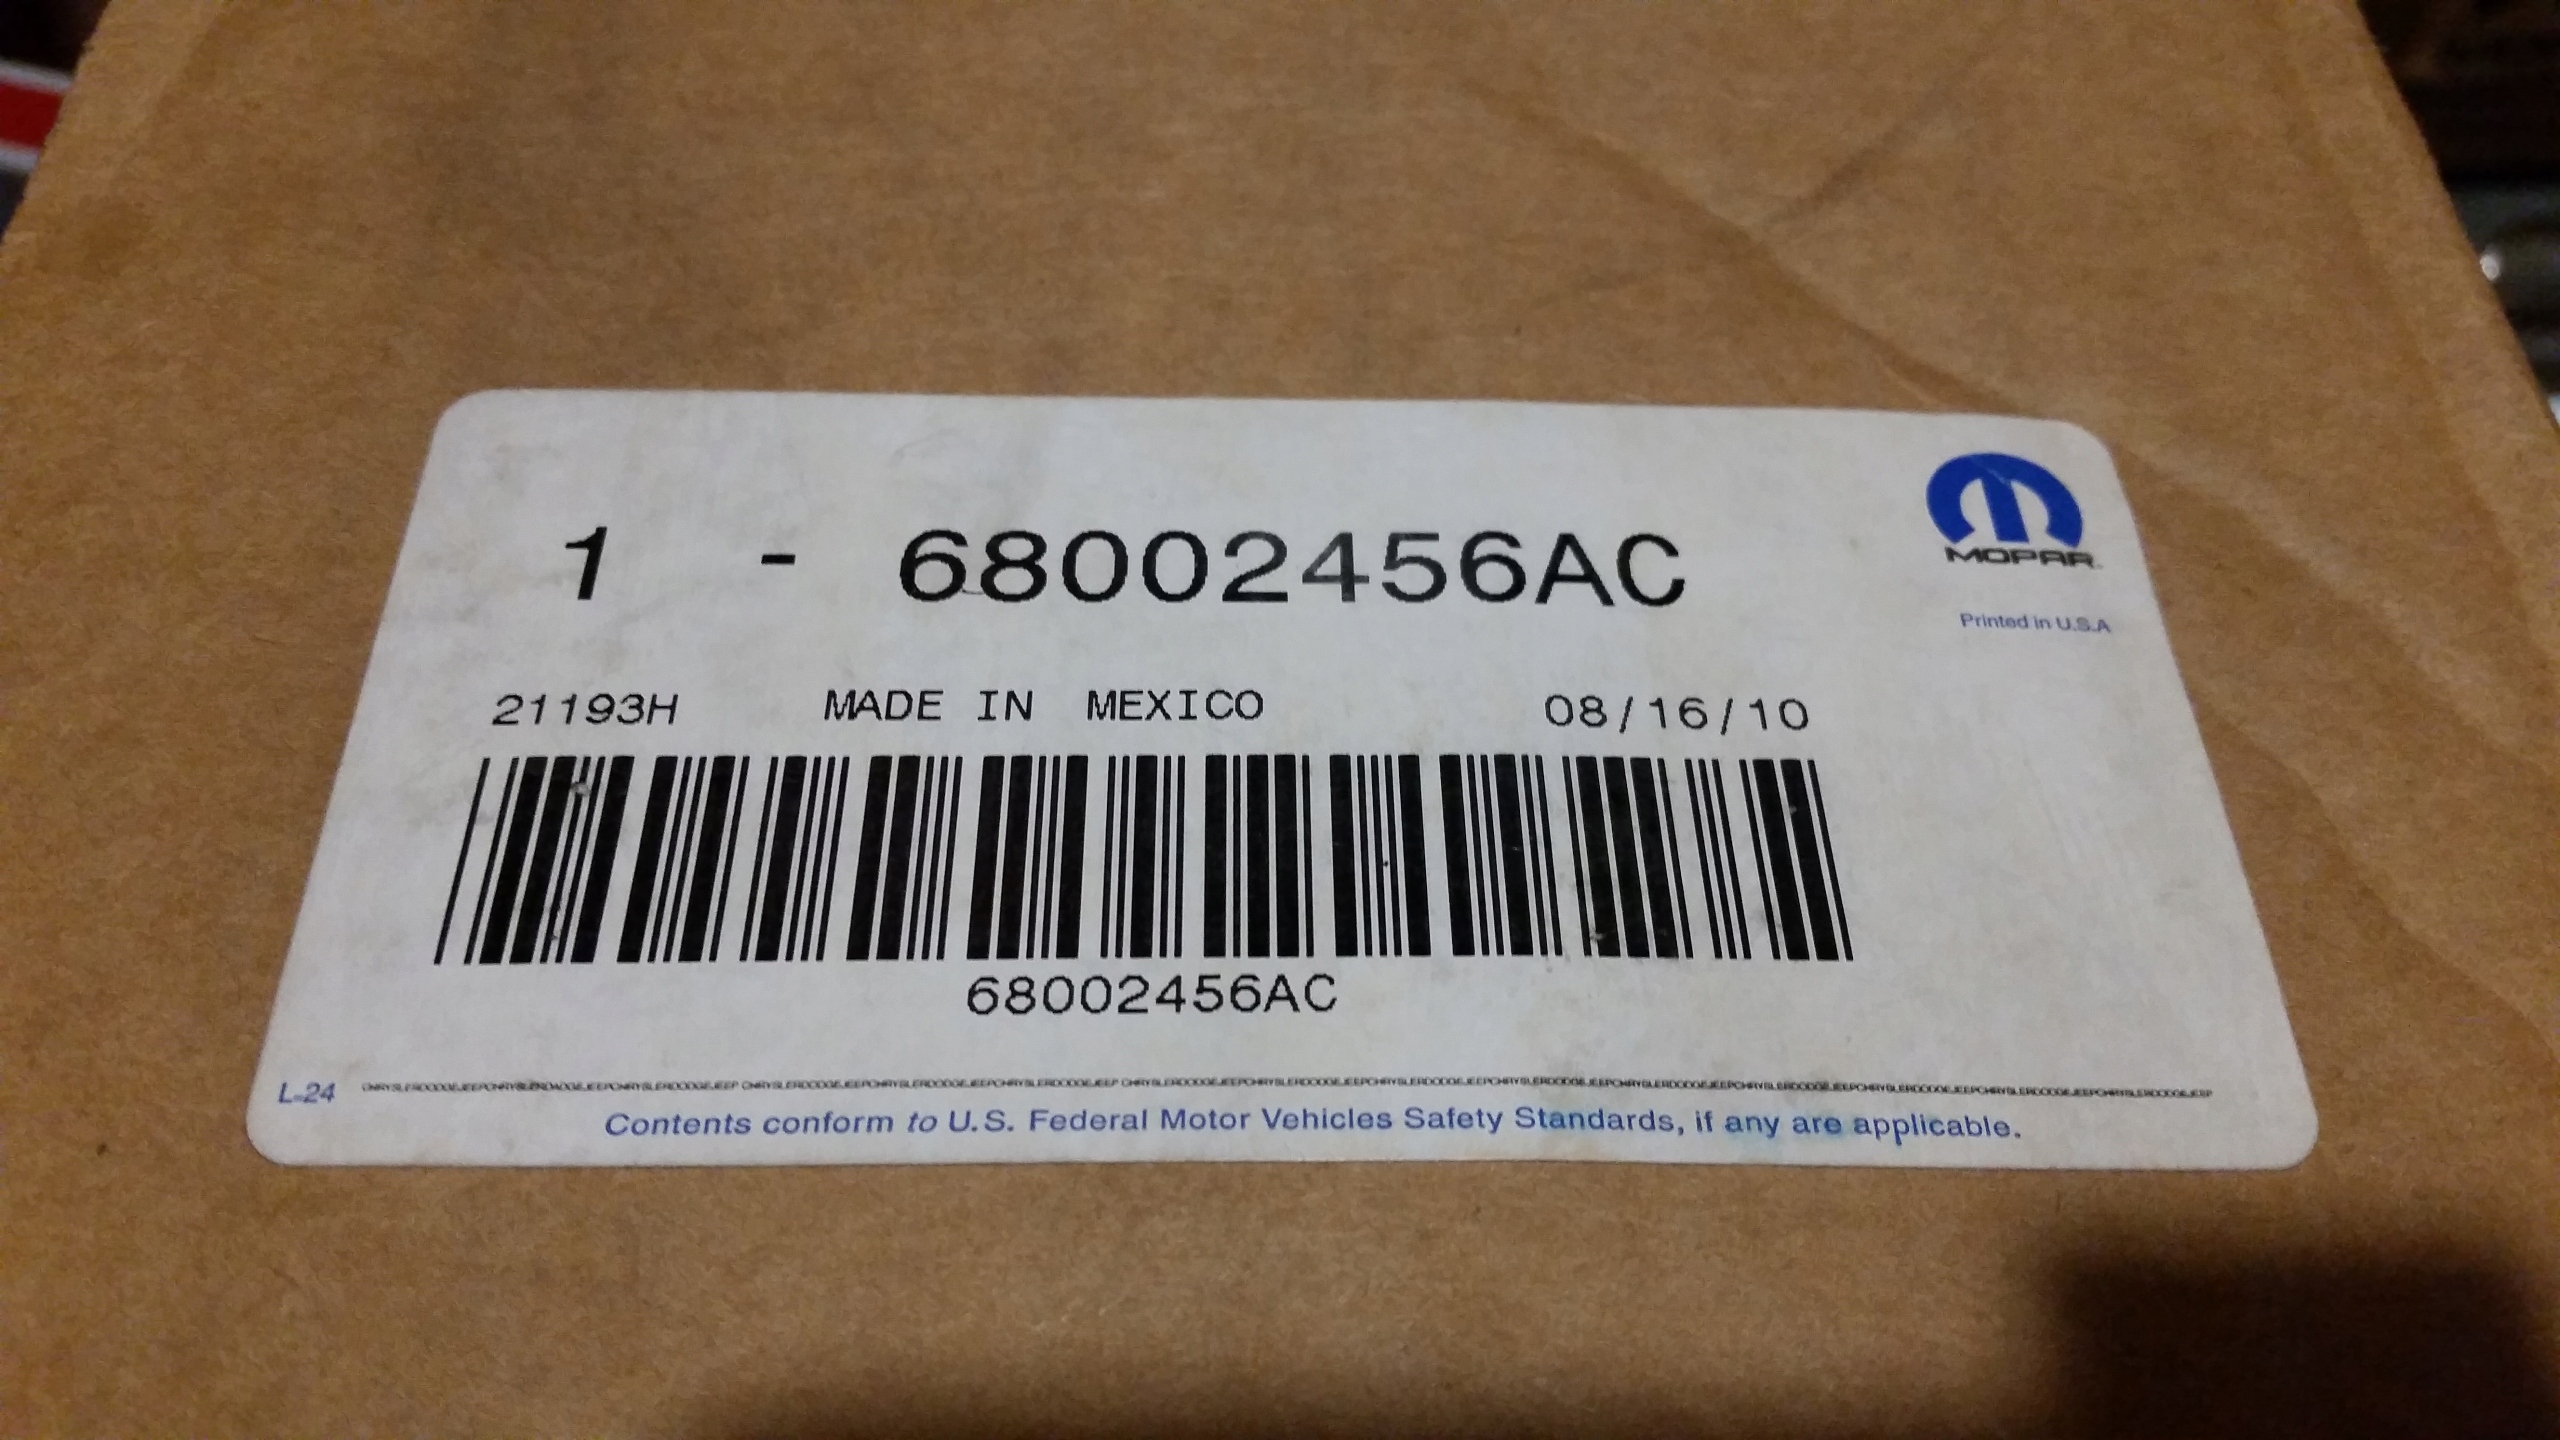 1 - 68002456AC
MOPAR
Printed in U.S.A
21193H MADE IN MEXICO 08/16/10
68002456AC
L-24
Contents conform to U.S. Federal Motor Vehicles Safety Standards, if any are applicable.